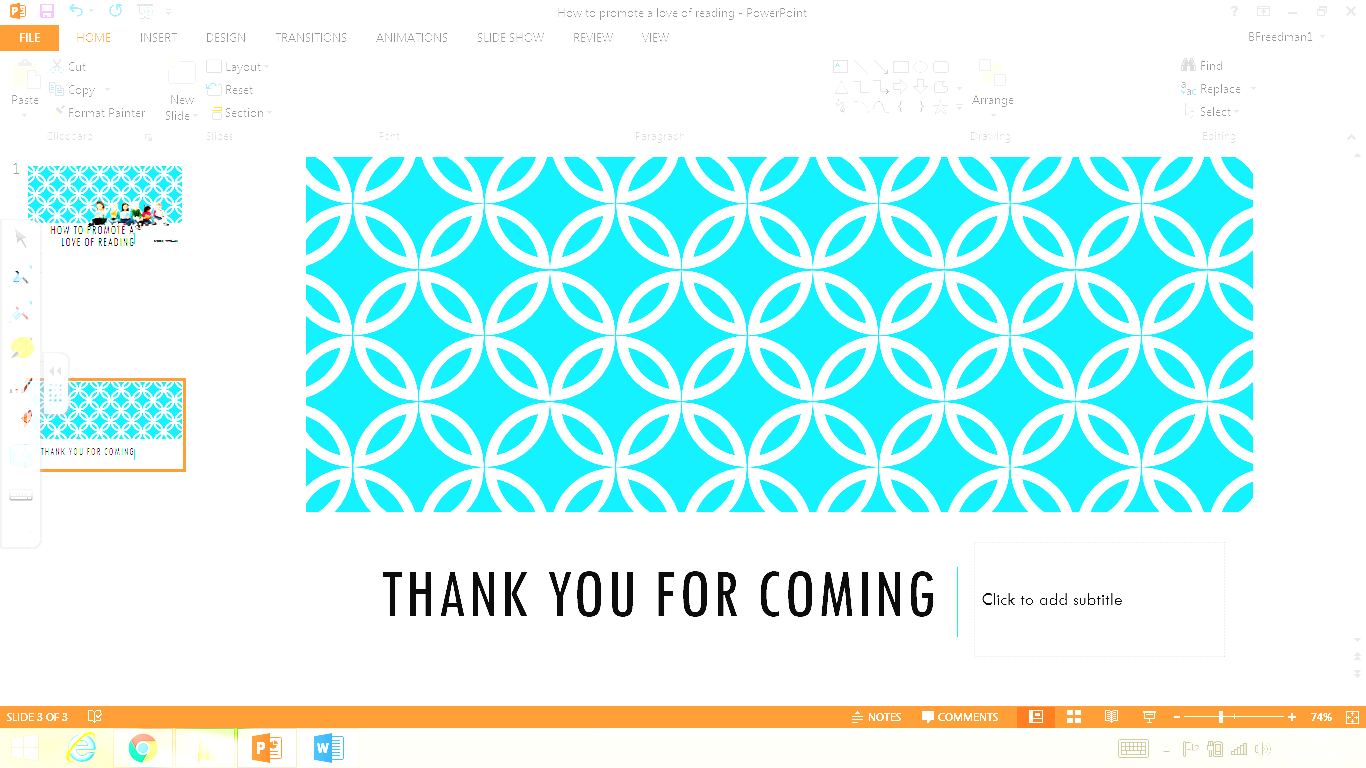 How to promote a love of reading - PowerPoint
FILE HOME INSERT DESIGN TRANSITIONS ANIMATIONS SLIDE SHOW REVIEW VIEW BFreedman1
Cut Layout Find
Copy Reset Replace
Paste New Arrange
Format Painter Slide Section Select
Clipboard Slides Font Paragraph Drawing Editing
1
HOW TO PROMOTE A
LOVE OF READING
THANK YOU FOR COMING
THANK YOU FOR COMING
Click to add subtitle
SLIDE 3 OF 3 NOTES COMMENTS 74%